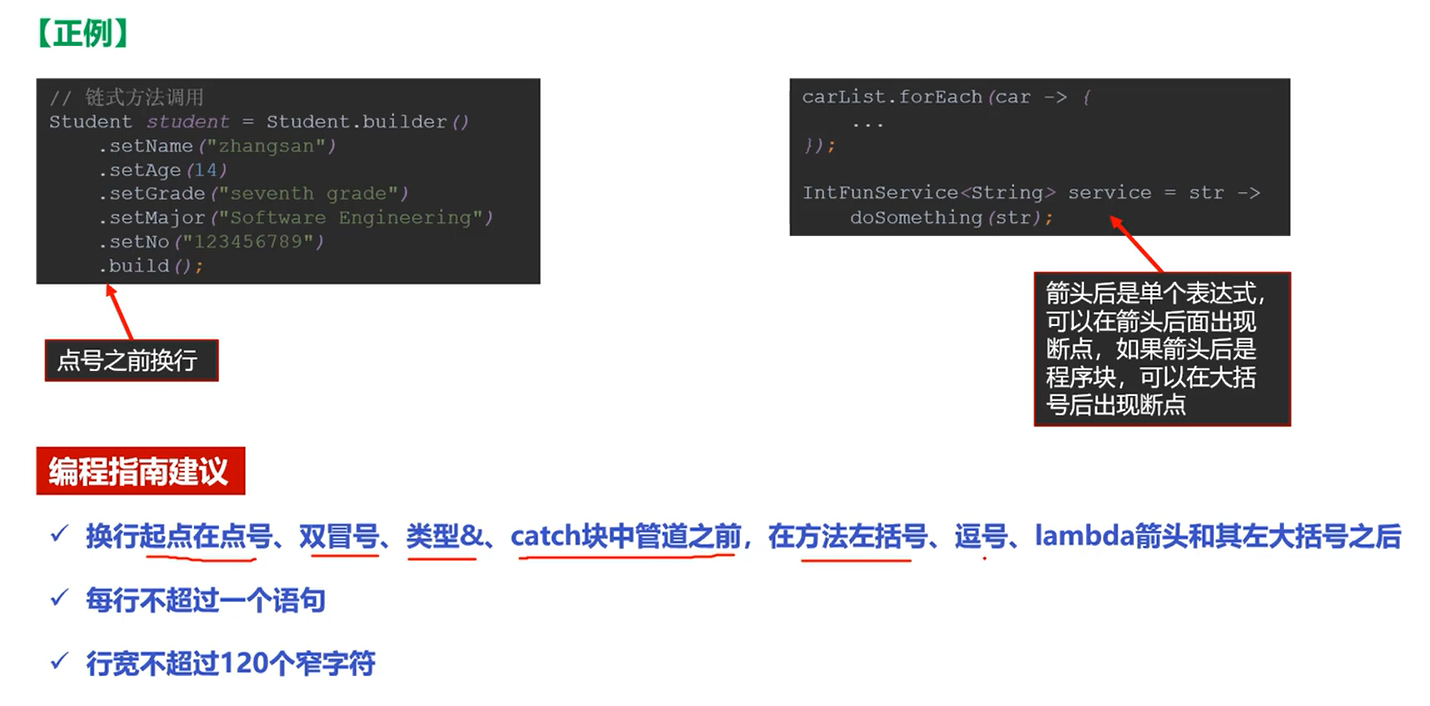 【正例】
// 链式方法调用
Student student = Student.builder()
.setName("zhangsan")
.setAge(14)
.setGrade("seventh grade")
.setMajor("Software Engineering")
.setNo("123456789")
.build();
点号之前换行
carList.forEach(car -> {
...
});
IntFunService<String> service = str ->
doSomething(str);
箭头后是单个表达式，
可以在箭头后面出现
断点，如果箭头后是
程序块，可以在大括
号后出现断点
编程指南建议
✓ 换行起点在点号、双冒号、类型&、catch块中管道之前，在方法左括号、逗号、lambda箭头和其左大括号之后
✓ 每行不超过一个语句
✓ 行宽不超过120个窄字符